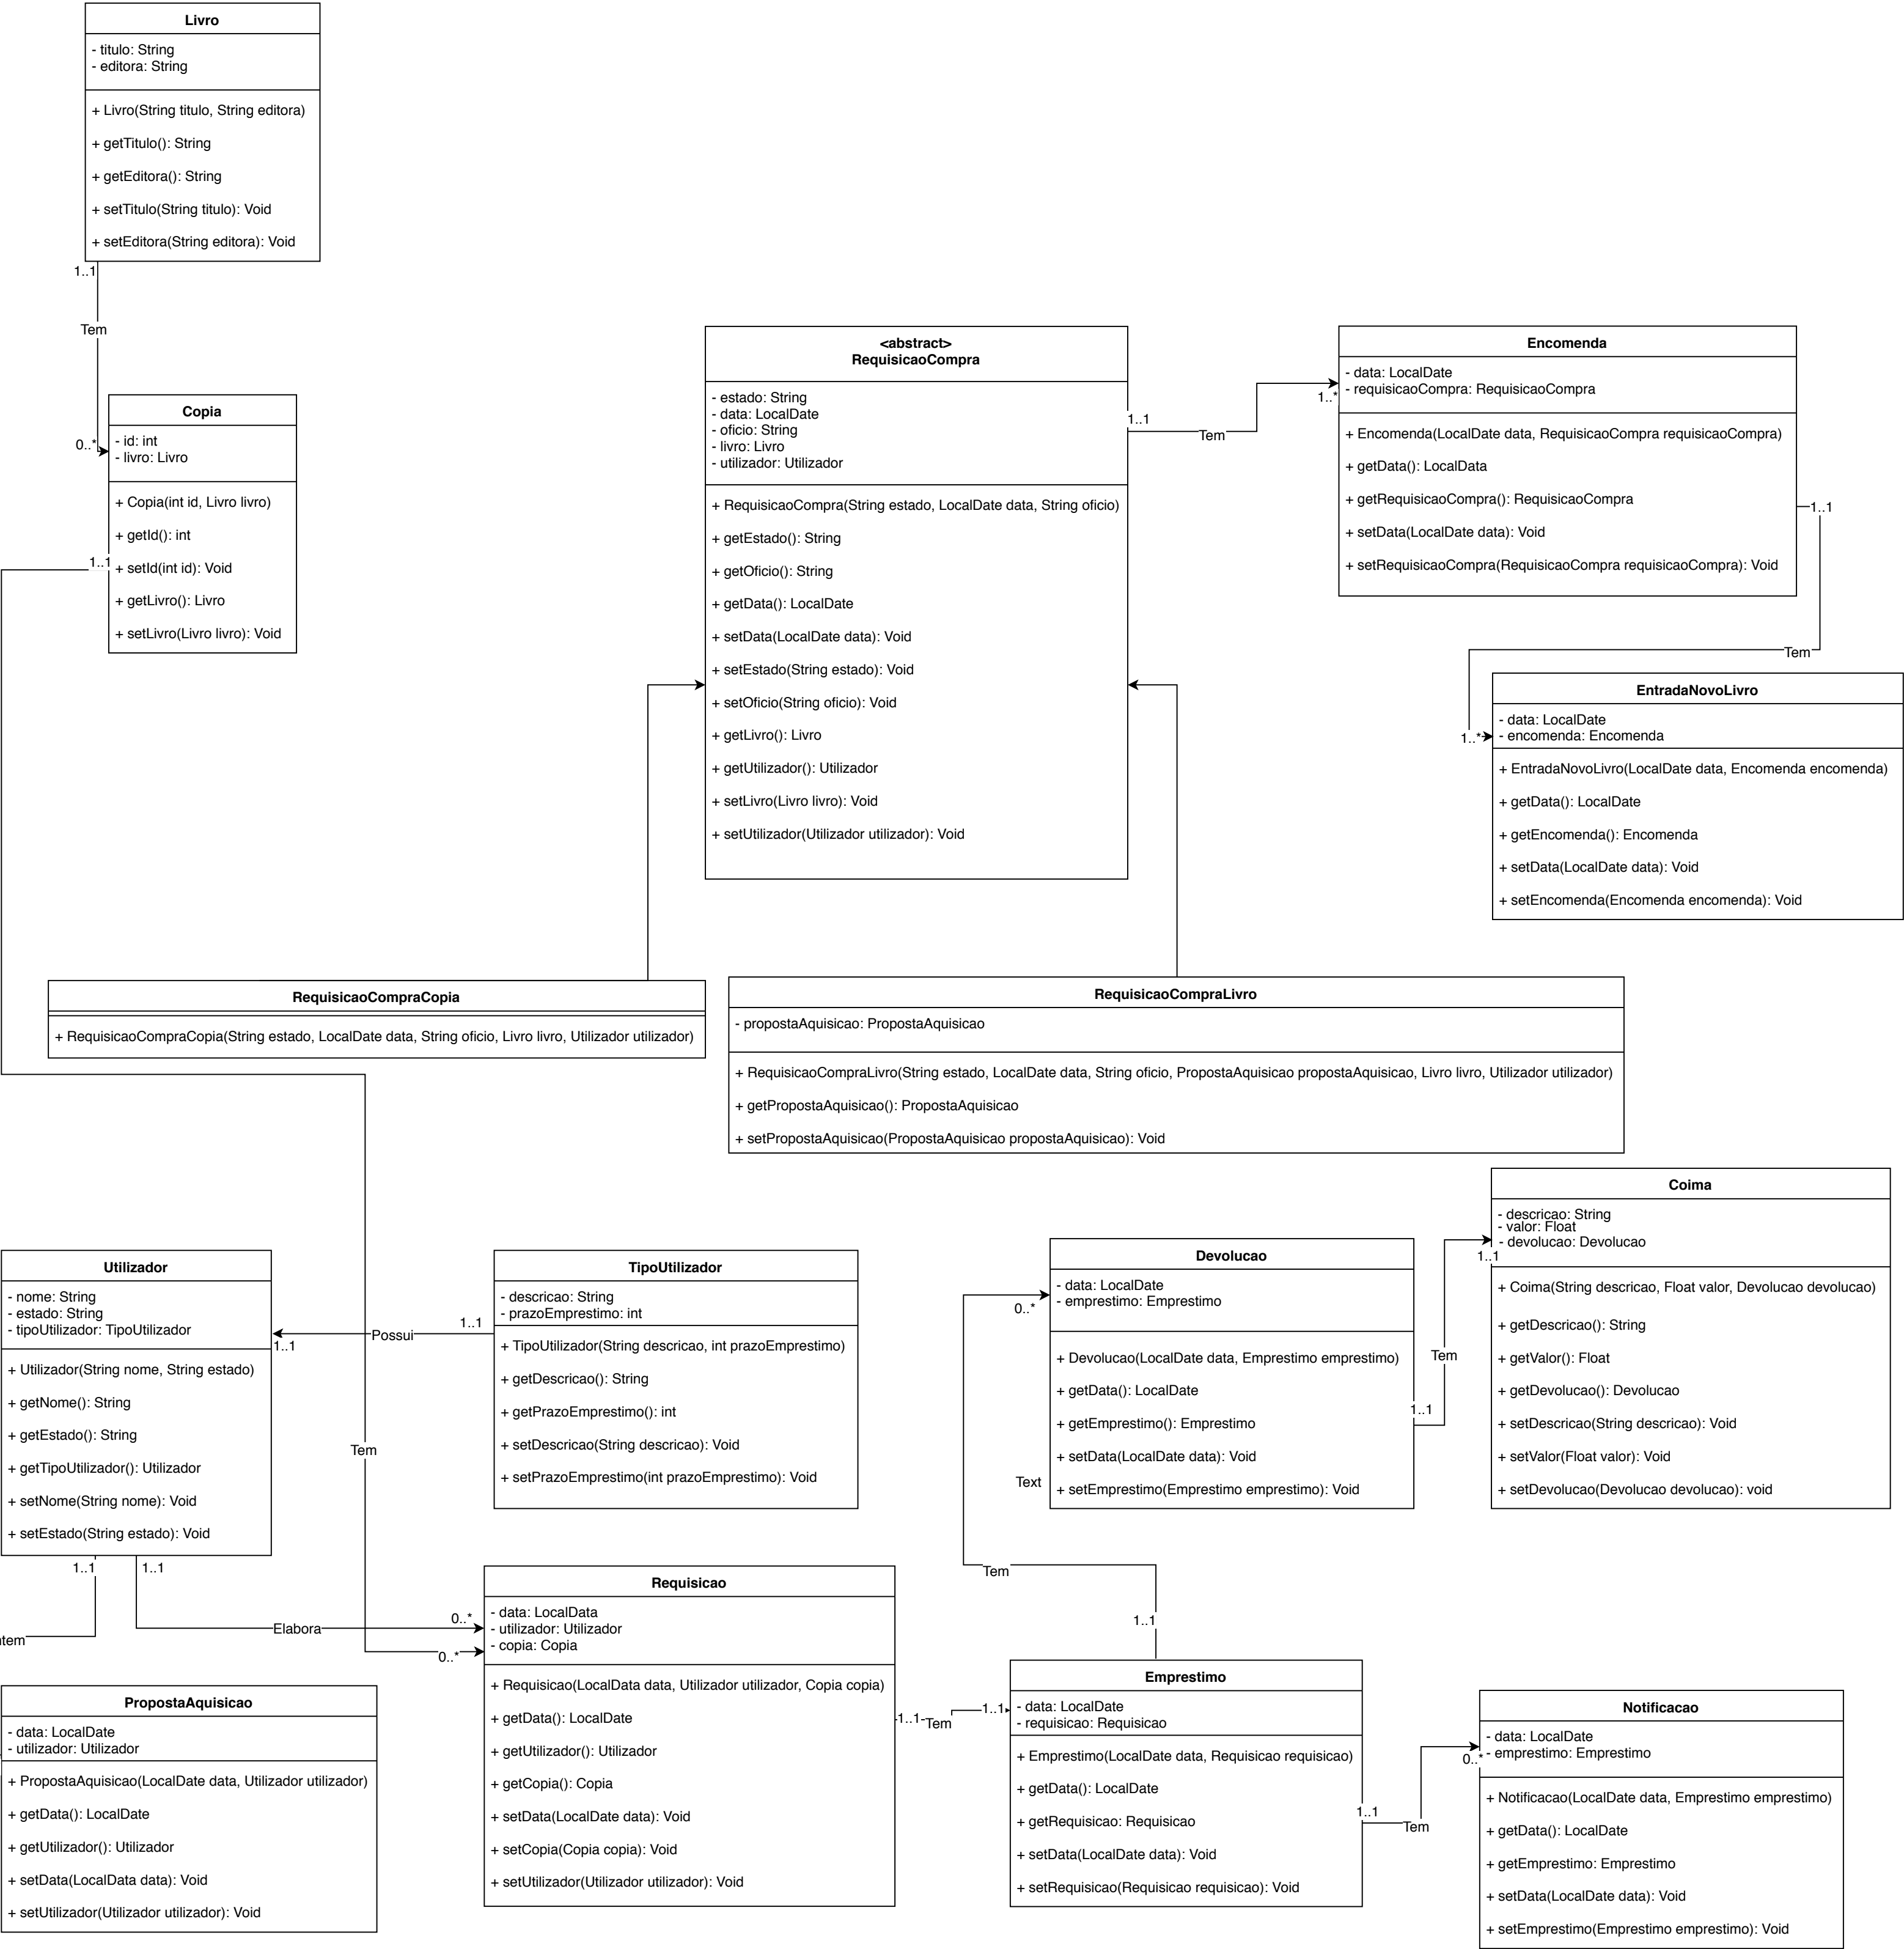 Livro
- titulo: String
- editora: String
+ Livro(String titulo, String editora)
+ getTitulo(): String
+ getEditora(): String
+ setTitulo(String titulo): Void
+ setEditora(String editora): Void
1..1
Tem
0..*
Copia
- id: int
- livro: Livro
+ Copia(int id, Livro livro)
+ getId(): int
+ setId(int id): Void
+ getLivro(): Livro
+ setLivro(Livro livro): Void
1..1
<abstract>
RequisicaoCompra
- estado: String
- data: LocalDate
- oficio: String
- livro: Livro
- utilizador: Utilizador
+ RequisicaoCompra(String estado, LocalDate data, String oficio)
+ getEstado(): String
+ getOficio(): String
+ getData(): LocalDate
+ setData(LocalDate data): Void
+ setEstado(String estado): Void
+ setOficio(String oficio): Void
+ getLivro(): Livro
+ getUtilizador(): Utilizador
+ setLivro(Livro livro): Void
+ setUtilizador(Utilizador utilizador): Void
1..1
Tem
1..*
Encomenda
- data: LocalDate
- requisicaoCompra: RequisicaoCompra
+ Encomenda(LocalDate data, RequisicaoCompra requisicaoCompra)
+ getData(): LocalData
+ getRequisicaoCompra(): RequisicaoCompra
+ setData(LocalDate data): Void
+ setRequisicaoCompra(RequisicaoCompra requisicaoCompra): Void
1..1
Tem
1..*
EntradaNovoLivro
- data: LocalDate
- encomenda: Encomenda
+ EntradaNovoLivro(LocalDate data, Encomenda encomenda)
+ getData(): LocalDate
+ getEncomenda(): Encomenda
+ setData(LocalDate data): Void
+ setEncomenda(Encomenda encomenda): Void
RequisicaoCompraCopia
+ RequisicaoCompraCopia(String estado, LocalDate data, String oficio, Livro livro, Utilizador utilizador)
RequisicaoCompraLivro
- propostaAquisicao: PropostaAquisicao
+ RequisicaoCompraLivro(String estado, LocalDate data, String oficio, PropostaAquisicao propostaAquisicao, Livro livro, Utilizador utilizador)
+ getPropostaAquisicao(): PropostaAquisicao
+ setPropostaAquisicao(PropostaAquisicao propostaAquisicao): Void
Utilizador
- nome: String
- estado: String
- tipoUtilizador: TipoUtilizador
+ Utilizador(String nome, String estado)
+ getNome(): String
+ getEstado(): String
+ getTipoUtilizador(): Utilizador
+ setNome(String nome): Void
+ setEstado(String estado): Void
1..1
Possui
1..1
TipoUtilizador
- descricao: String
- prazoEmprestimo: int
+ TipoUtilizador(String descricao, int prazoEmprestimo)
+ getDescricao(): String
+ getPrazoEmprestimo(): int
+ setDescricao(String descricao): Void
+ setPrazoEmprestimo(int prazoEmprestimo): Void
Tem
Devolucao
- data: LocalDate
- emprestimo: Emprestimo
+ Devolucao(LocalDate data, Emprestimo emprestimo)
+ getData(): LocalDate
+ getEmprestimo(): Emprestimo
+ setData(LocalDate data): Void
+ setEmprestimo(Emprestimo emprestimo): Void
0..*
Text
1..1
Tem
1..1
Coima
- descricao: String
- valor: Float
- devolucao: Devolucao
+ Coima(String descricao, Float valor, Devolucao devolucao)
+ getDescricao(): String
+ getValor(): Float
+ getDevolucao(): Devolucao
+ setDescricao(String descricao): Void
+ setValor(Float valor): Void
+ setDevolucao(Devolucao devolucao): void
1..1
1..1
Elabora
0..*
0..*
ntem
PropostaAquisicao
- data: LocalDate
- utilizador: Utilizador
+ PropostaAquisicao(LocalDate data, Utilizador utilizador)
+ getData(): LocalDate
+ getUtilizador(): Utilizador
+ setData(LocalData data): Void
+ setUtilizador(Utilizador utilizador): Void
Requisicao
- data: LocalData
- utilizador: Utilizador
- copia: Copia
+ Requisicao(LocalData data, Utilizador utilizador, Copia copia)
+ getData(): LocalDate
+ getUtilizador(): Utilizador
+ getCopia(): Copia
+ setData(LocalDate data): Void
+ setCopia(Copia copia): Void
+ setUtilizador(Utilizador utilizador): Void
1..1
Tem
1..1
Tem
1..1
Emprestimo
- data: LocalDate
- requisicao: Requisicao
+ Emprestimo(LocalDate data, Requisicao requisicao)
+ getData(): LocalDate
+ getRequisicao: Requisicao
+ setData(LocalDate data): Void
+ setRequisicao(Requisicao requisicao): Void
1..1
Tem
0..*
Notificacao
- data: LocalDate
- emprestimo: Emprestimo
+ Notificacao(LocalDate data, Emprestimo emprestimo)
+ getData(): LocalDate
+ getEmprestimo: Emprestimo
+ setData(LocalDate data): Void
+ setEmprestimo(Emprestimo emprestimo): Void